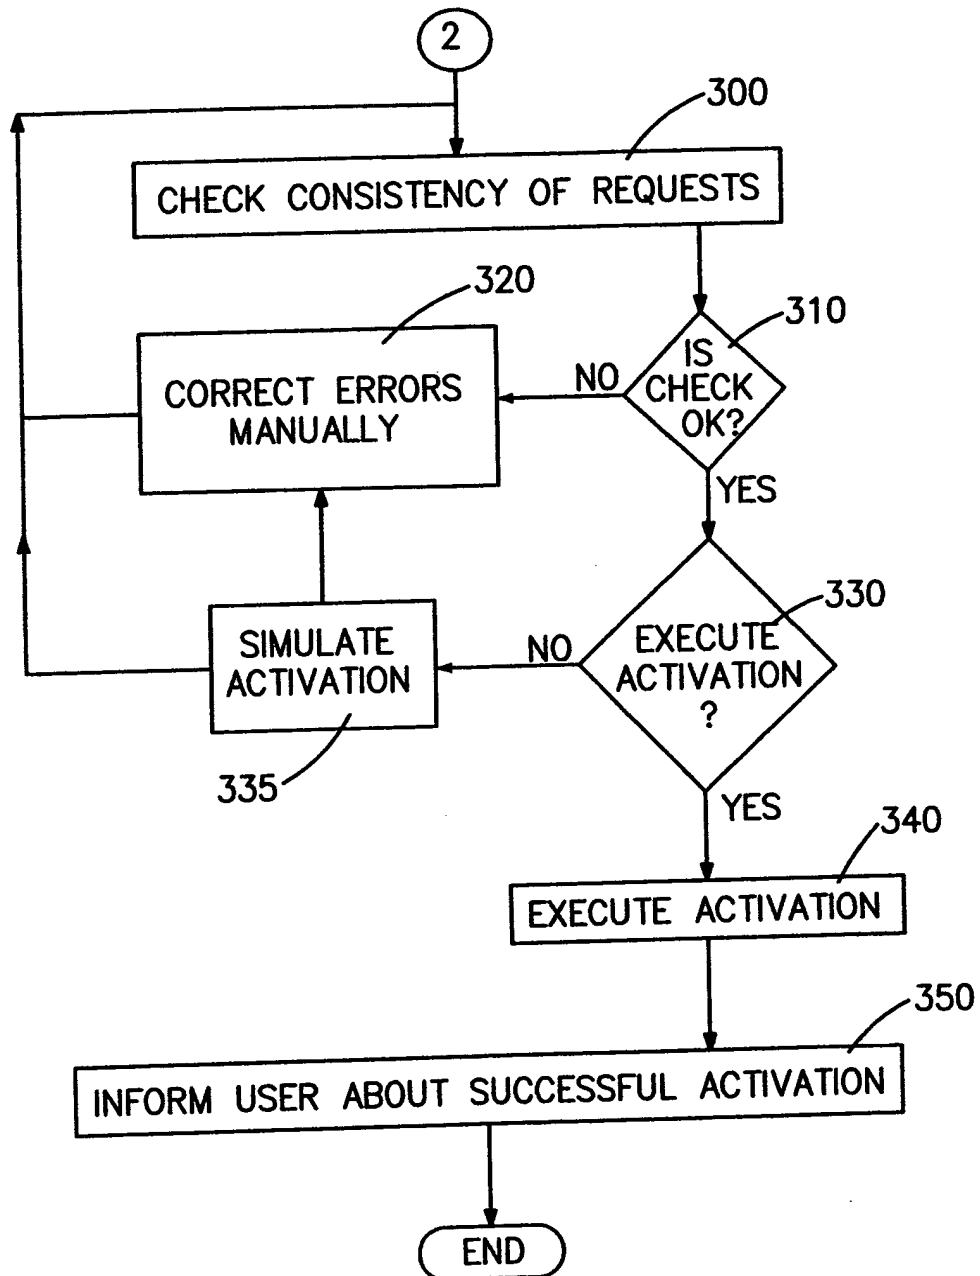 2
300
CHECK CONSISTENCY OF REQUESTS
320
310
IS
CHECK
OK?
NO
CORRECT ERRORS
MANUALLY
YES
330
EXECUTE
ACTIVATION
?
NO
SIMULATE
ACTIVATION
335
YES
340
EXECUTE ACTIVATION
350
INFORM USER ABOUT SUCCESSFUL ACTIVATION
END